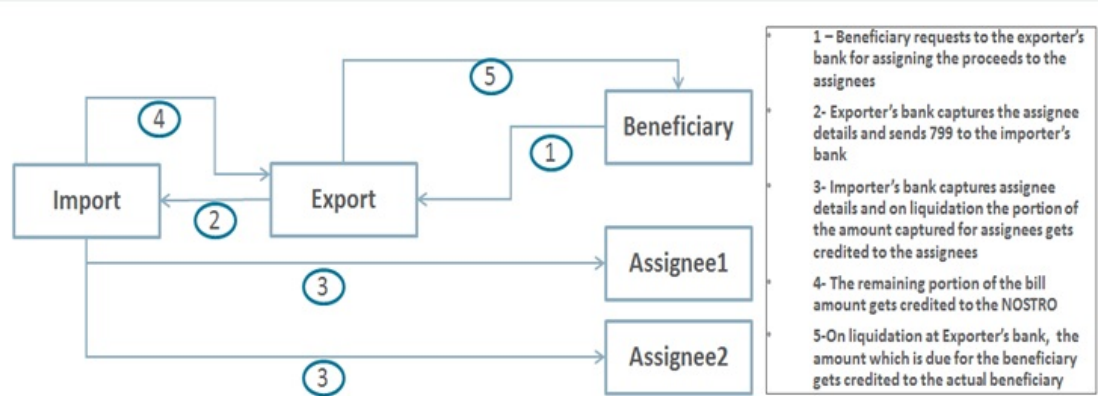 5
4
Beneficiary
1
Import
Export
2
Assignee1
3
Assignee2
3
1 – Beneficiary requests to the exporter's
bank for assigning the proceeds to the
assignees
2- Exporter's bank captures the assignee
details and sends 799 to the importer's
bank
3- Importer's bank captures assignee
details and on liquidation the portion of
the amount captured for assignees gets
credited to the assignees
4- The remaining portion of the bill
amount gets credited to the NOSTRO
5-On liquidation at Exporter's bank, the
amount which is due for the beneficiary
gets credited to the actual beneficiary